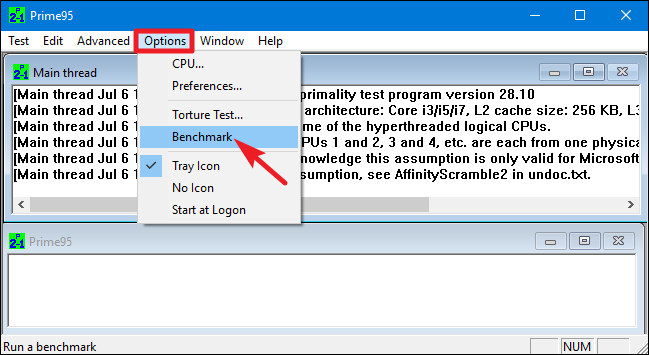 Prime95
Test Edit Advanced Options Window Help
CPU...
Preferences...
Torture Test...
Benchmark
Tray Icon
No Icon
Start at Logon
Main thread
[Main thread Jul 6 1 primality test program version 28.10
[Main thread Jul 6 1 architecture: Core i3/i5/i7, L2 cache size: 256 KB, L3
[Main thread Jul 6 1 me of the hyperthreaded logical CPUs.
[Main thread Jul 6 1 PUs 1 and 2, 3 and 4, etc. are each from one physica
[Main thread Jul 6 1 nowledge this assumption is only valid for Microsoft
[Main thread Jul 6 1 sumption, see AffinityScramble2 in undoc.txt.
Prime95
Run a benchmark NUM